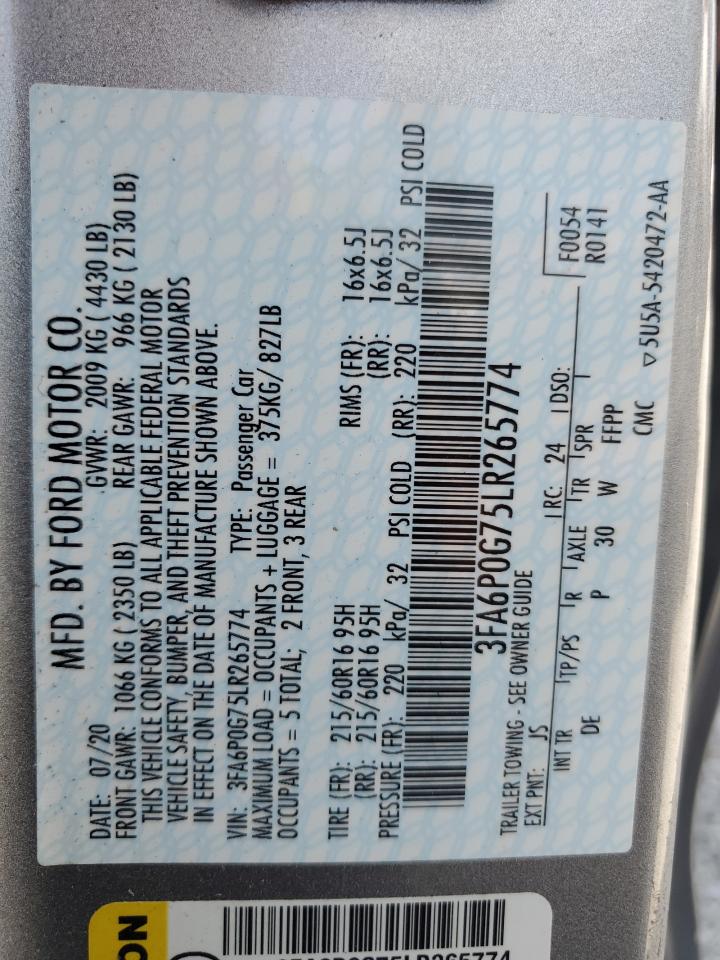 MFD. BY FORD MOTOR CO.
DATE: 07/20 GVWR: 2009 KG ( 4430 LB)
FRONT GAWR: 1066 KG ( 2350 LB) REAR GAWR: 966 KG ( 2130 LB)
THIS VEHICLE CONFORMS TO ALL APPLICABLE FEDERAL MOTOR
VEHICLE SAFETY, BUMPER, AND THEFT PREVENTION STANDARDS
IN EFFECT ON THE DATE OF MANUFACTURE SHOWN ABOVE.
VIN: 3FA6P0G75LR265774 TYPE: Passenger Car
MAXIMUM LOAD = OCCUPANTS + LUGGAGE = 375KG/ 827LB
OCCUPANTS = 5 TOTAL; 2 FRONT, 3 REAR
TIRE (FR): 215/60R16 95H RIMS (FR): 16x6.5J
(RR): 215/60R16 95H (RR): 16x6.5J
PRESSURE (FR): 220 kPa/ 32 PSI COLD (RR): 220 kPa/ 32 PSI COLD
3FA6P0G75LR265774
TRAILER TOWING - SEE OWNER GUIDE
EXT PNT: JS RC: 24 DSO: F0054
R0141
INT TR TP/PS R AXLE TR SPR
DE P 30 W FFPP
CMC ▽5U5A-5420472-AA
ON